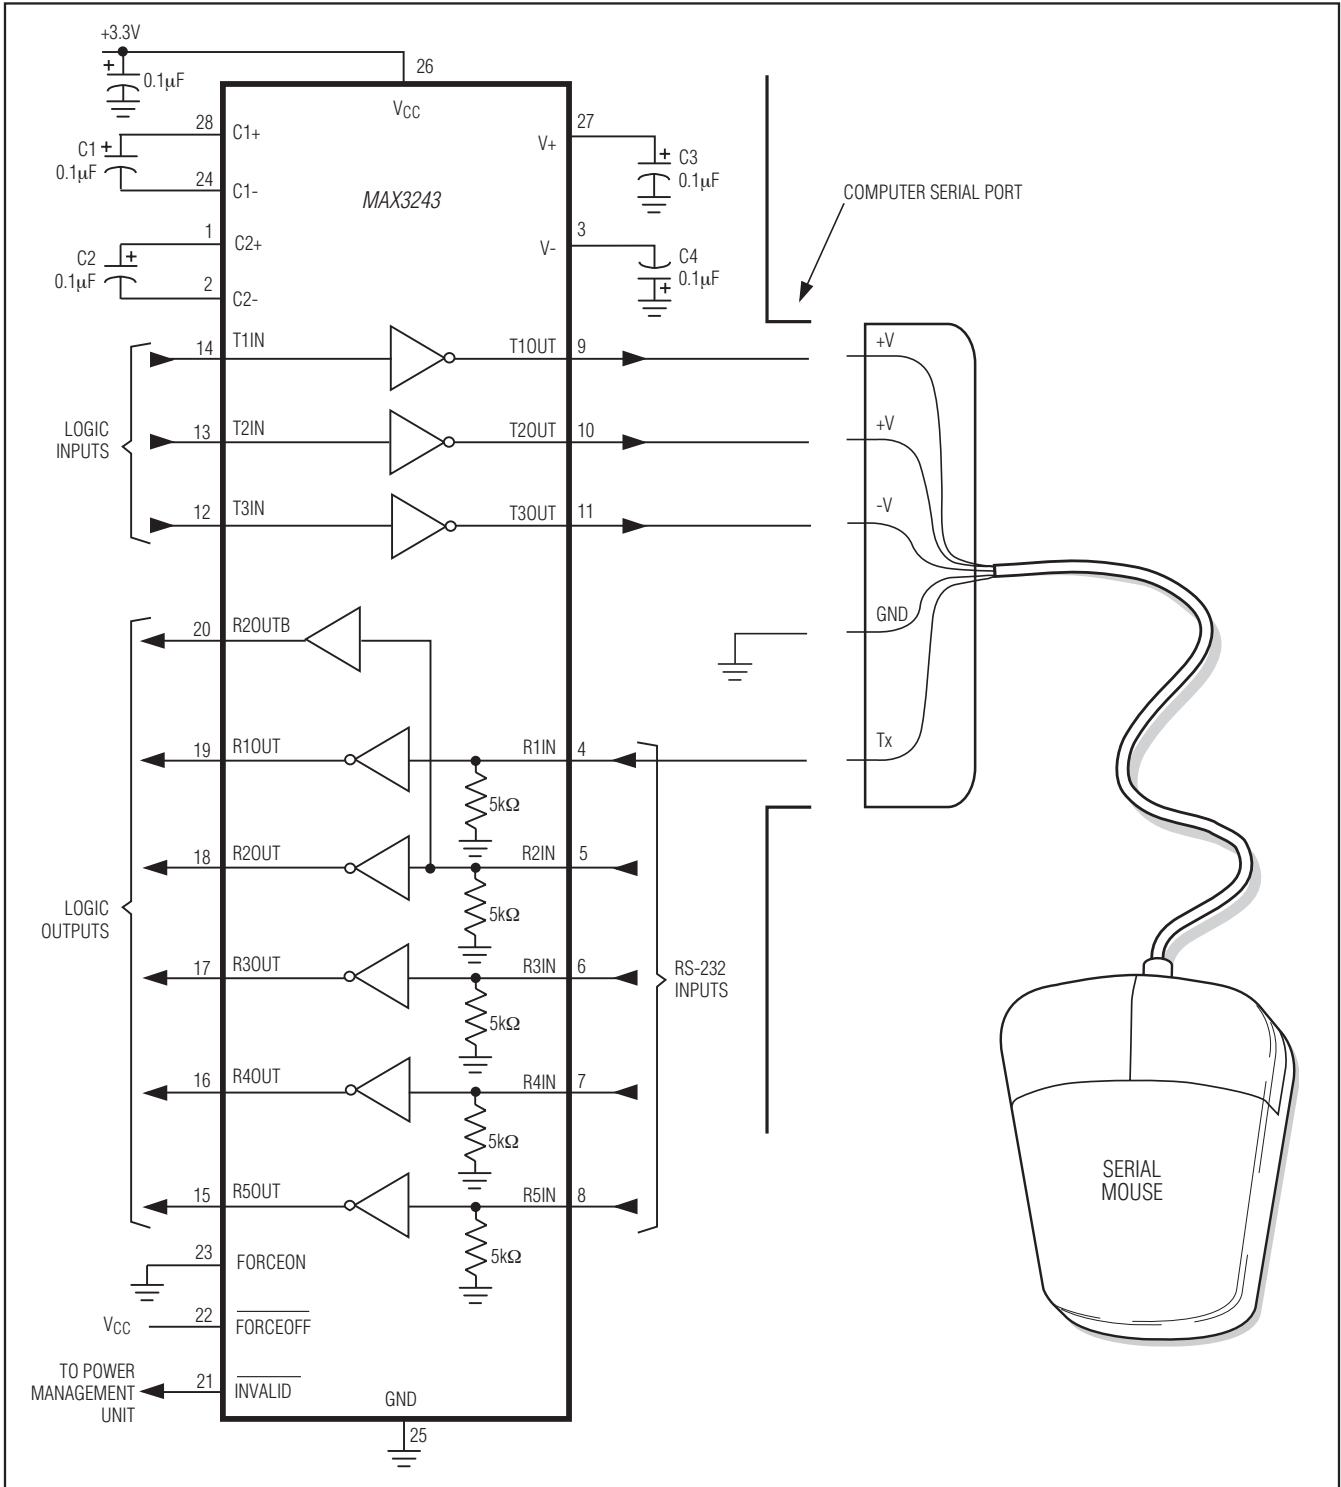 +3.3V
0.1μF
26
VCC
28
C1+
C1
0.1μF
24
C1-
1
C2+
C2
0.1μF
2
C2-
MAX3243
27
V+
C3
0.1μF
3
V-
C4
0.1μF
COMPUTER SERIAL PORT
LOGIC
INPUTS
14
T1IN
T1OUT
9
13
T2IN
T2OUT
10
12
T3IN
T3OUT
11
+V
+V
-V
GND
Tx
LOGIC
OUTPUTS
20
R2OUTB
19
R1OUT
R1IN
4
5kΩ
18
R2OUT
R2IN
5
5kΩ
17
R3OUT
R3IN
6
5kΩ
16
R4OUT
R4IN
7
5kΩ
15
R5OUT
R5IN
8
5kΩ
RS-232
INPUTS
23
FORCEON
VCC
22
FORCEOFF
TO POWER
MANAGEMENT
UNIT
21
INVALID
GND
25
SERIAL
MOUSE